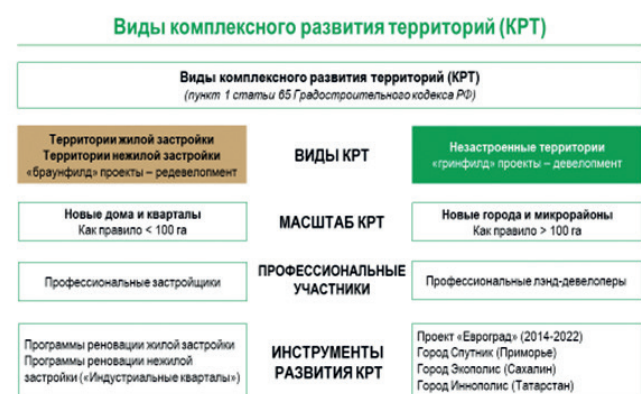 Виды комплексного развития территорий (КРТ)
Виды комплексного развития территорий (КРТ)
(пункт 1 статьи 65 Градостроительного кодекса РФ)
Территории жилой застройки
Территории нежилой застройки
«браунфилд» проекты – редевелопмент
ВИДЫ КРТ
Незастроенные территории
«гринфилд» проекты – девелопмент
Новые дома и кварталы
Как правило < 100 га
МАСШТАБ КРТ
Новые города и микрорайоны
Как правило > 100 га
Профессиональные застройщики
ПРОФЕССИОНАЛЬНЫЕ
УЧАСТНИКИ
Профессиональные лэнд-девелоперы
Программы реновации жилой застройки
Программы реновации нежилой
застройки («Индустриальные кварталы»)
ИНСТРУМЕНТЫ
РАЗВИТИЯ КРТ
Проект «Евроград» (2014-2022)
Город Спутник (Приморье)
Город Экополис (Сахалин)
Город Иннополис (Татарстан)